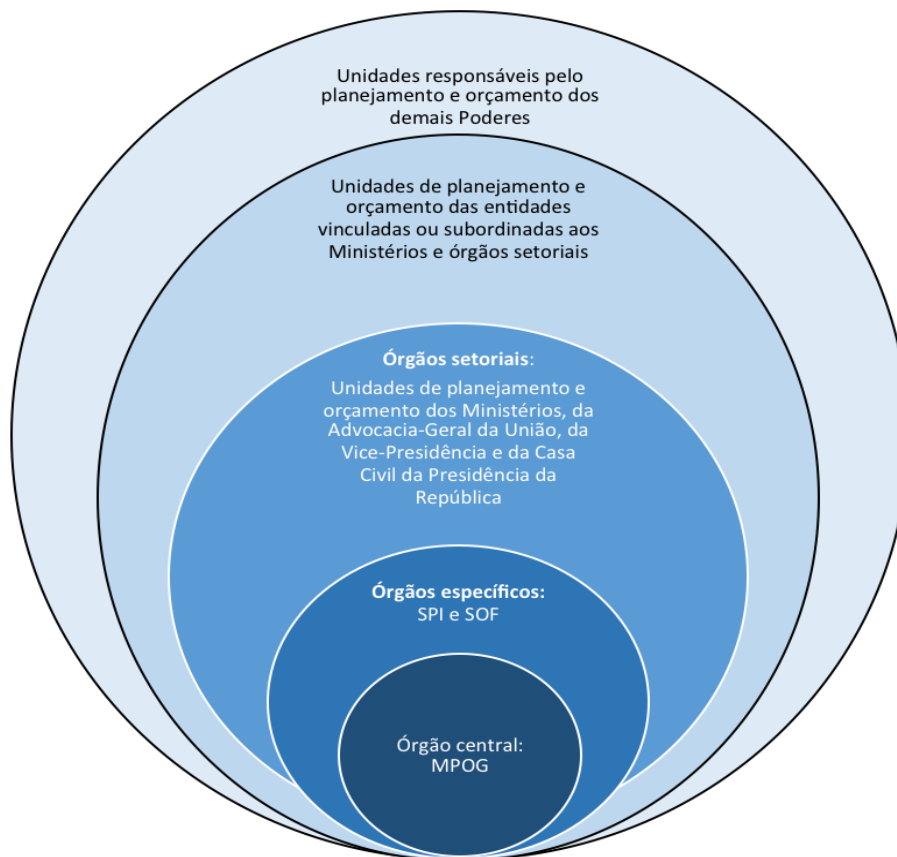 Unidades responsáveis pelo
planejamento e orçamento dos
demais Poderes
Unidades de planejamento e
orçamento das entidades
vinculadas ou subordinadas aos
Ministérios e órgãos setoriais
Órgãos setoriais:
Unidades de planejamento e
orçamento dos Ministérios, da
Advocacia-Geral da União, da
Vice-Presidência e da Casa
Civil da Presidência da
República
Órgãos específicos:
SPI e SOF
Órgão central:
MPOG